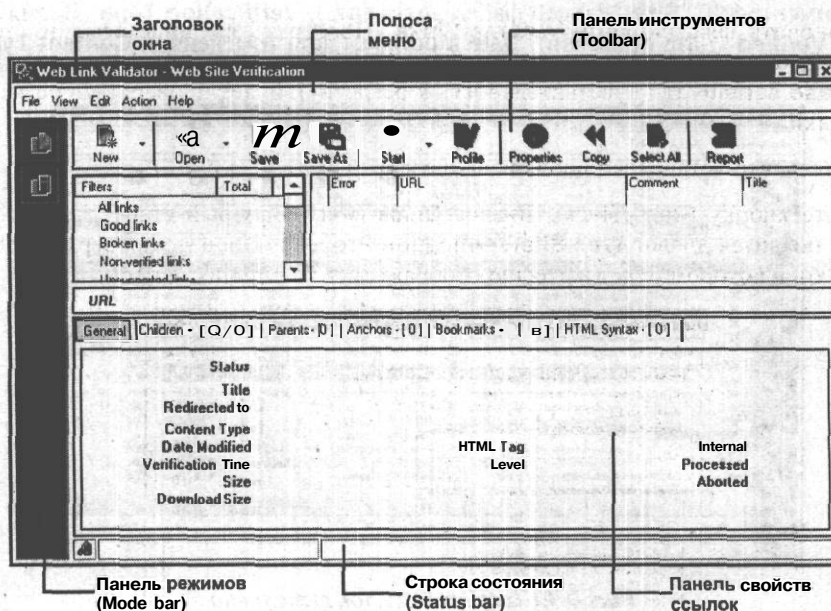 Заголовок
окна
Полоса
меню
Панель инструментов
(Toolbar)
Web Link Validator - Web Site Verification
File View Edit Action Help
New «a Open m Save Save As Start Profile Properties Copy Select All Report
Filters Total
All links
Good links
Broken links
Non-verified links
Error URL Comment Title
URL
General Children - [Q/O] | Parents - [0] | Anchors - [0] | Bookmarks - [ в] | HTML Syntax - [0]
Status
Title
Redirected to
Content Type
Date Modified HTML Tag Internal
Verification Tine Level Processed
Size Aborted
Download Size
Панель режимов
(Mode bar)
Строка состояния
(Status bar)
Панель свойств
ссылок